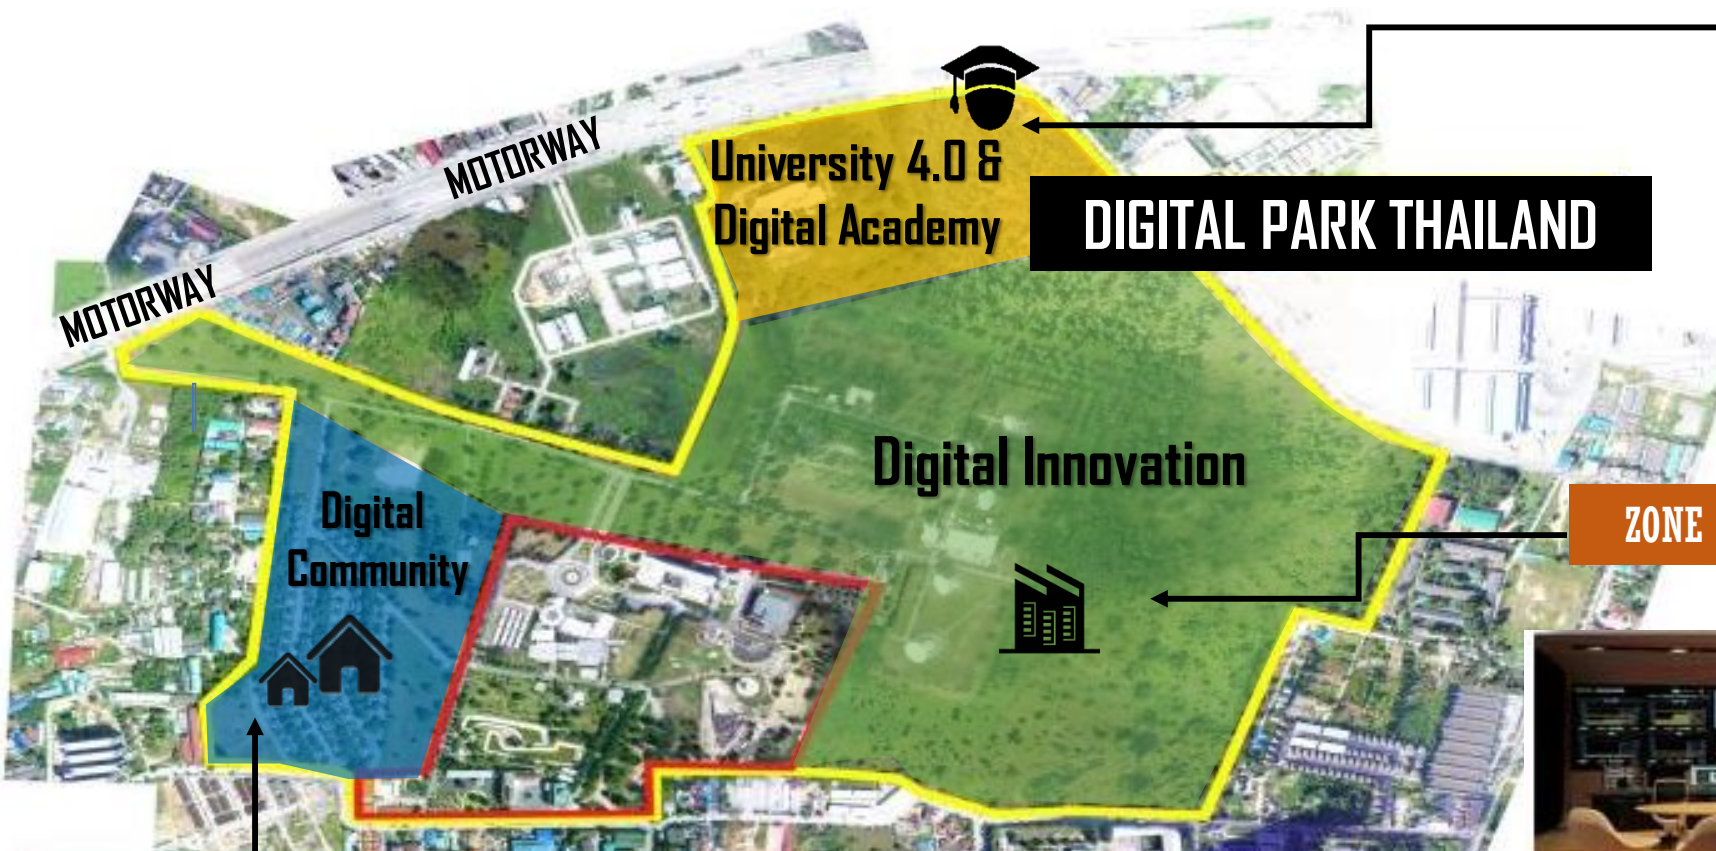 MOTORWAY
MOTORWAY
University 4.0 &
Digital Academy
DIGITAL PARK THAILAND
Digital Innovation
Digital
Community
ZONE